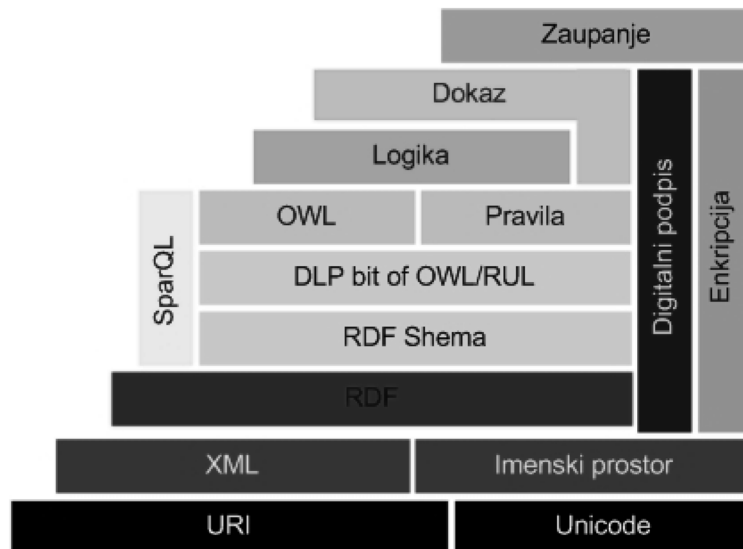 Zaupanje
Dokaz
Logika
OWL
Pravila
SparQL
DLP bit of OWL/RUL
RDF Shema
RDF
Digitalni podpis
Enkripcija
XML
Imenski prostor
URI
Unicode